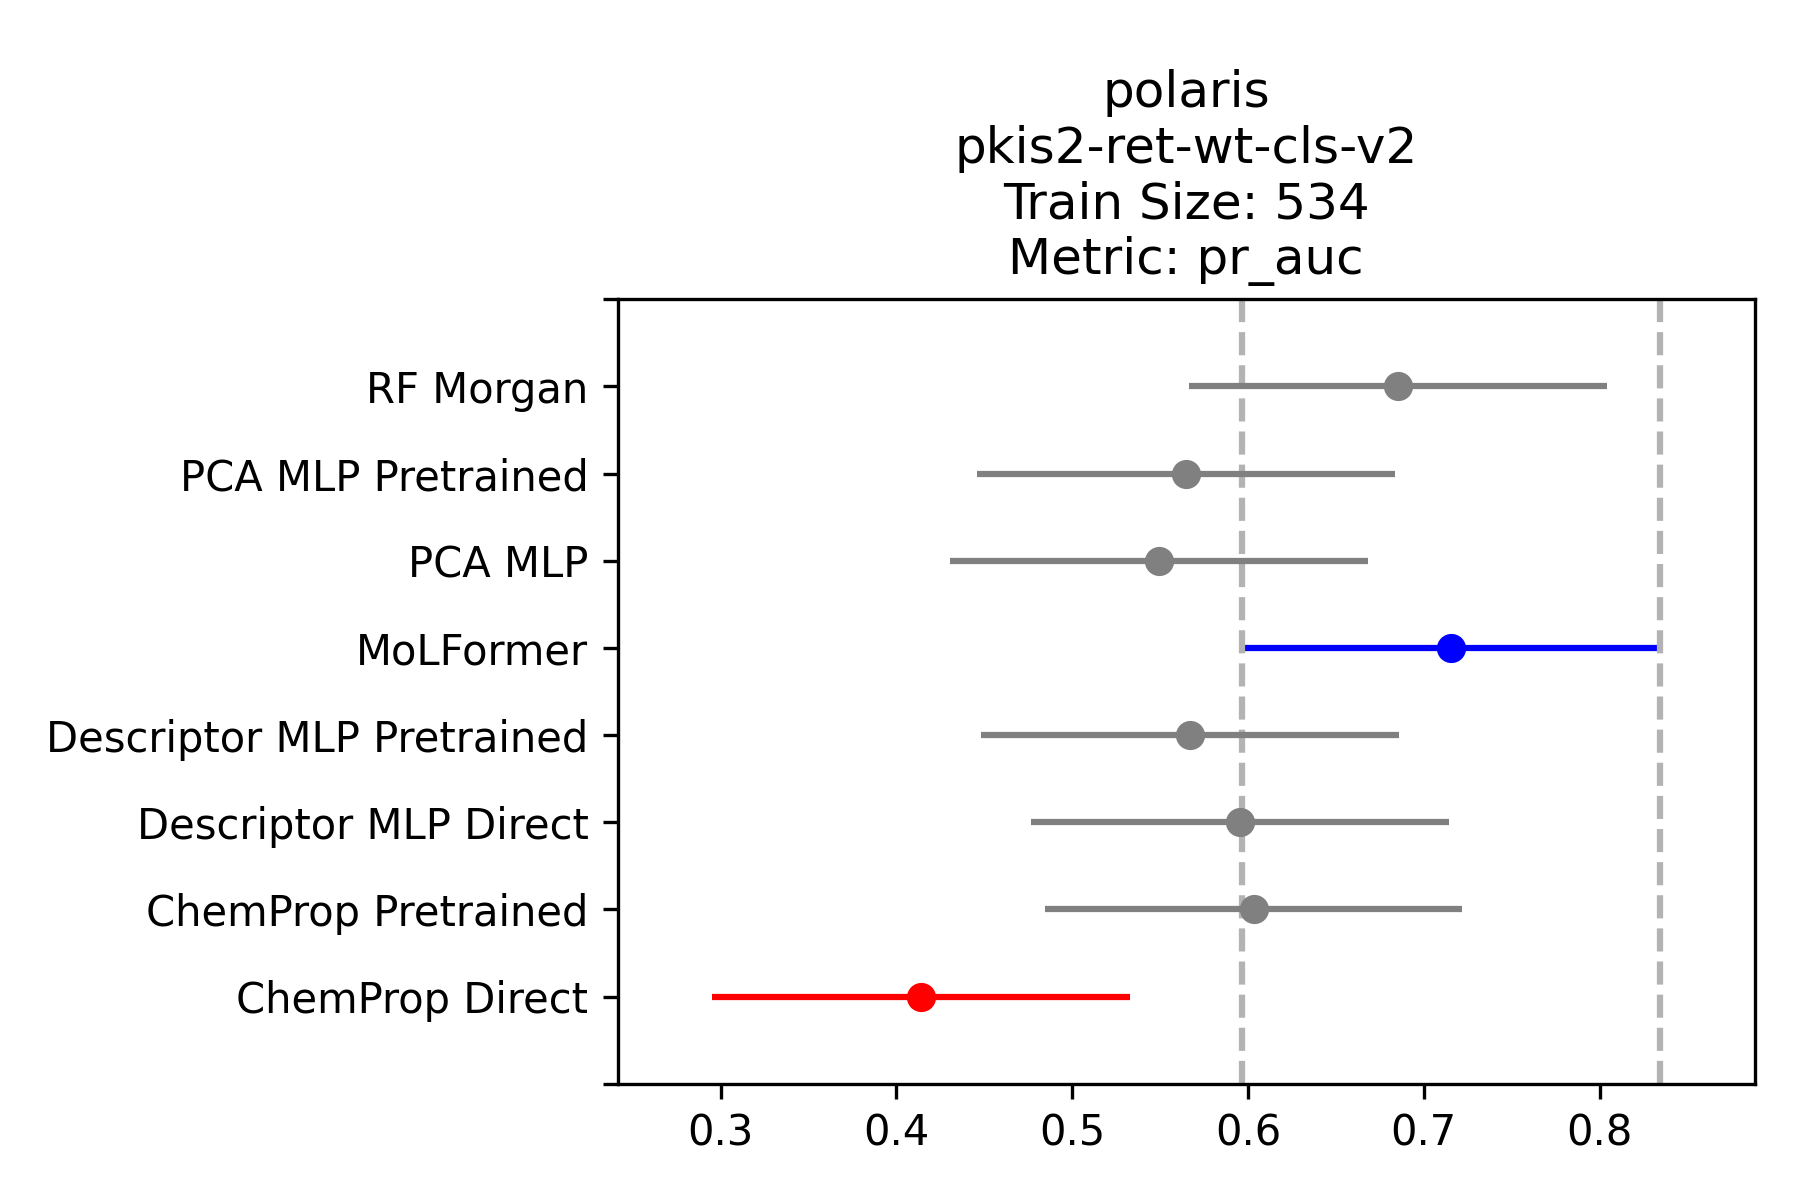 polaris
pkis2-ret-wt-cls-v2
Train Size: 534
Metric: pr_auc
RF Morgan
PCA MLP Pretrained
PCA MLP
MoLFormer
Descriptor MLP Pretrained
Descriptor MLP Direct
ChemProp Pretrained
ChemProp Direct
0.3 0.4 0.5 0.6 0.7 0.8